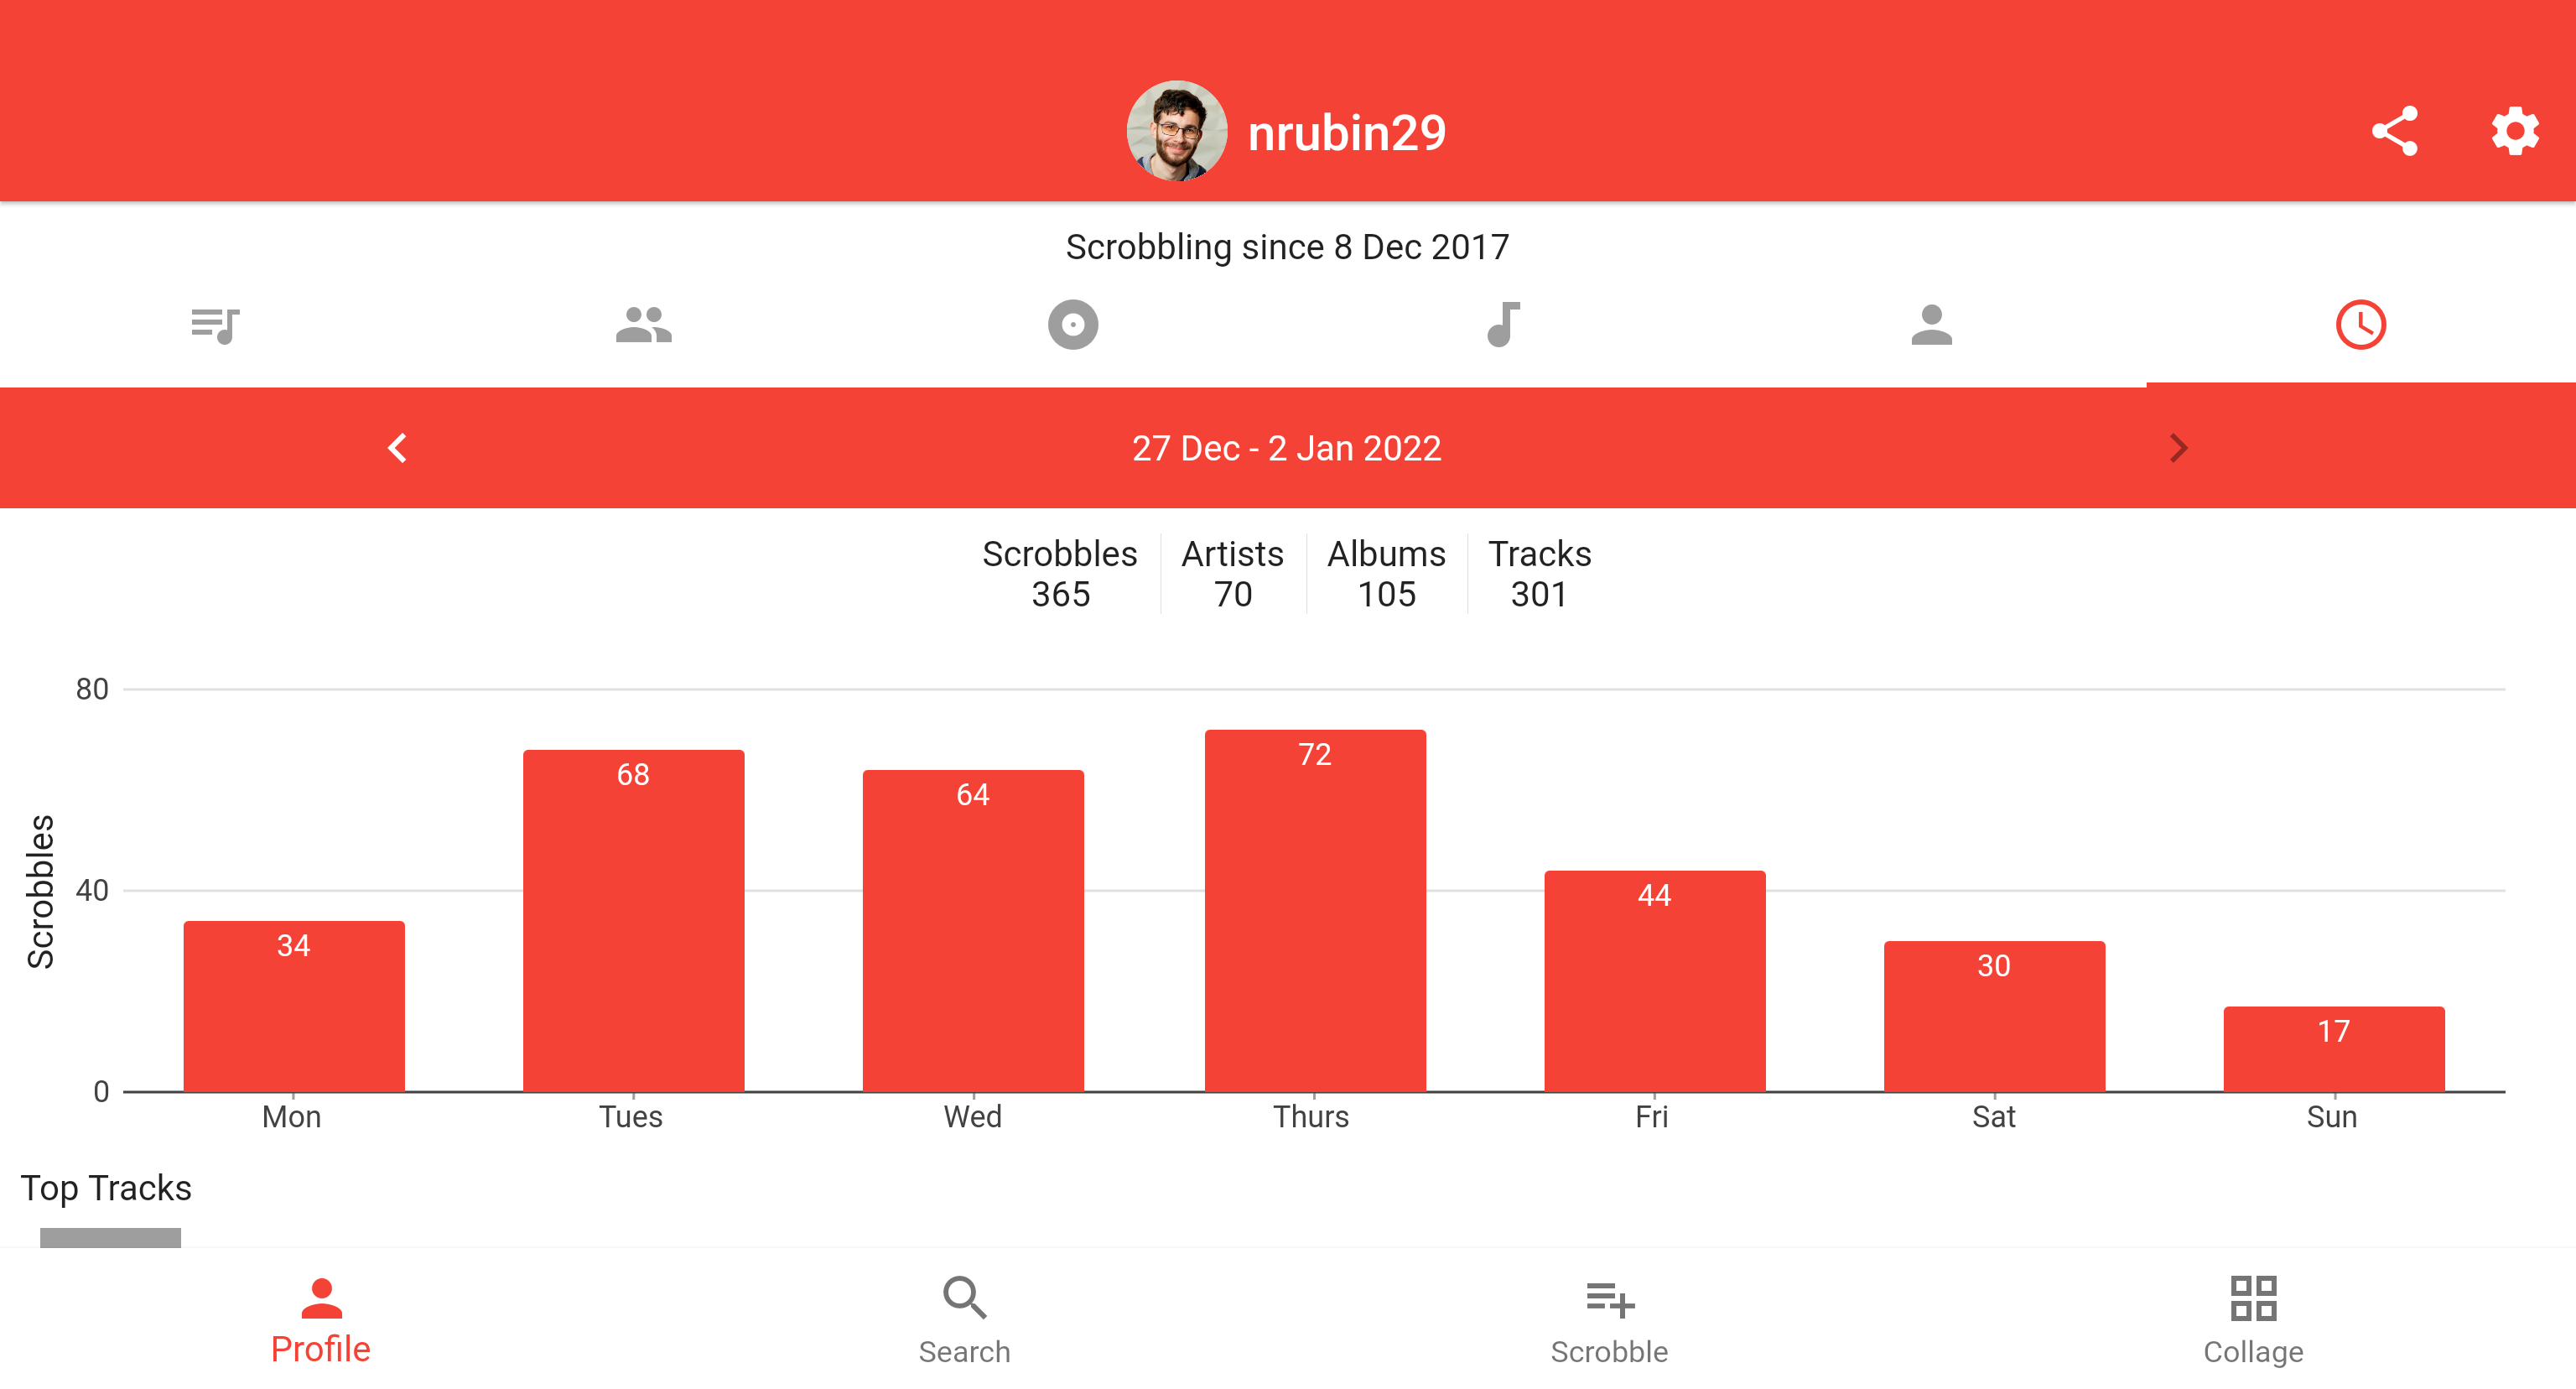 nrubin29
Scrobbling since 8 Dec 2017
27 Dec - 2 Jan 2022
Scrobbles Artists Albums Tracks
365 70 105 301
80
40
0
Scrobbles
34 68 64 72 44 30 17
Mon Tues Wed Thurs Fri Sat Sun
Top Tracks
Profile Search Scrobble Collage